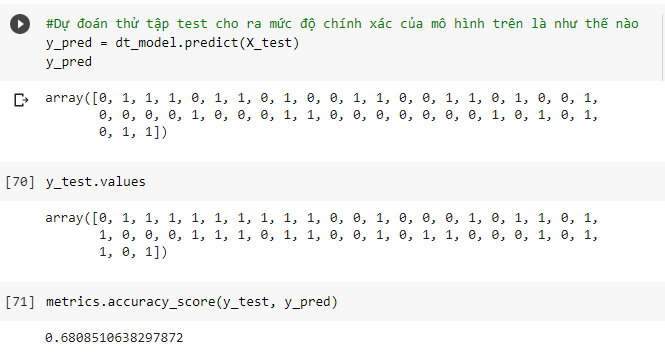 #Dự đoán thử tập test cho ra mức độ chính xác của mô hình trên là như thế nào
y_pred = dt_model.predict(X_test)
y_pred
array([0, 1, 1, 1, 0, 1, 1, 0, 1, 0, 0, 1, 1, 0, 0, 1, 1, 0, 1, 0, 0, 1,
0, 0, 0, 0, 1, 0, 0, 0, 1, 1, 0, 0, 0, 0, 0, 0, 0, 1, 0, 1, 0, 1,
0, 1, 1])
[70] y_test.values
array([0, 1, 1, 1, 1, 1, 1, 1, 1, 1, 0, 0, 1, 0, 0, 0, 1, 0, 1, 1, 0, 1,
1, 0, 0, 0, 1, 1, 1, 0, 1, 1, 0, 0, 1, 0, 1, 1, 0, 0, 0, 1, 0, 1,
1, 0, 1])
[71] metrics.accuracy_score(y_test, y_pred)
0.6808510638297872